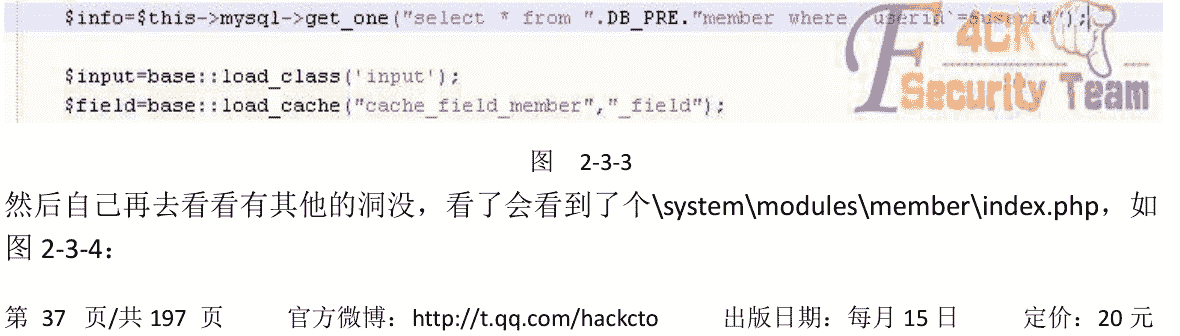 $info=$this->mysql->get_one("select * from ".DB_PRE."member where `userid`=$userid");
F4CK
Security Team
$input=base::load_class('input');
$field=base::load_cache("cache_field_member","_field");
图 2-3-3
然后自己再去看看有其他的洞没，看了会看到了个\system\modules\member\index.php，如
图 2-3-4：
第 37 页/共 197 页 官方微博：http://t.qq.com/hackcto 出版日期：每月 15 日 定价：20 元